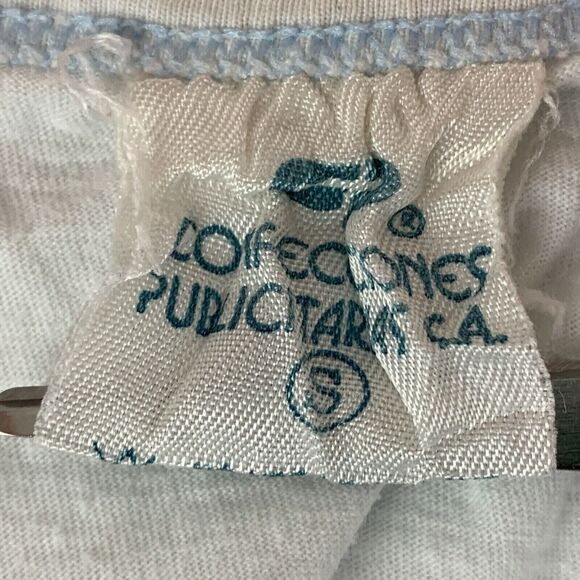 ®
CONFECCIONES
PUBLICITARIAS C.A.
S